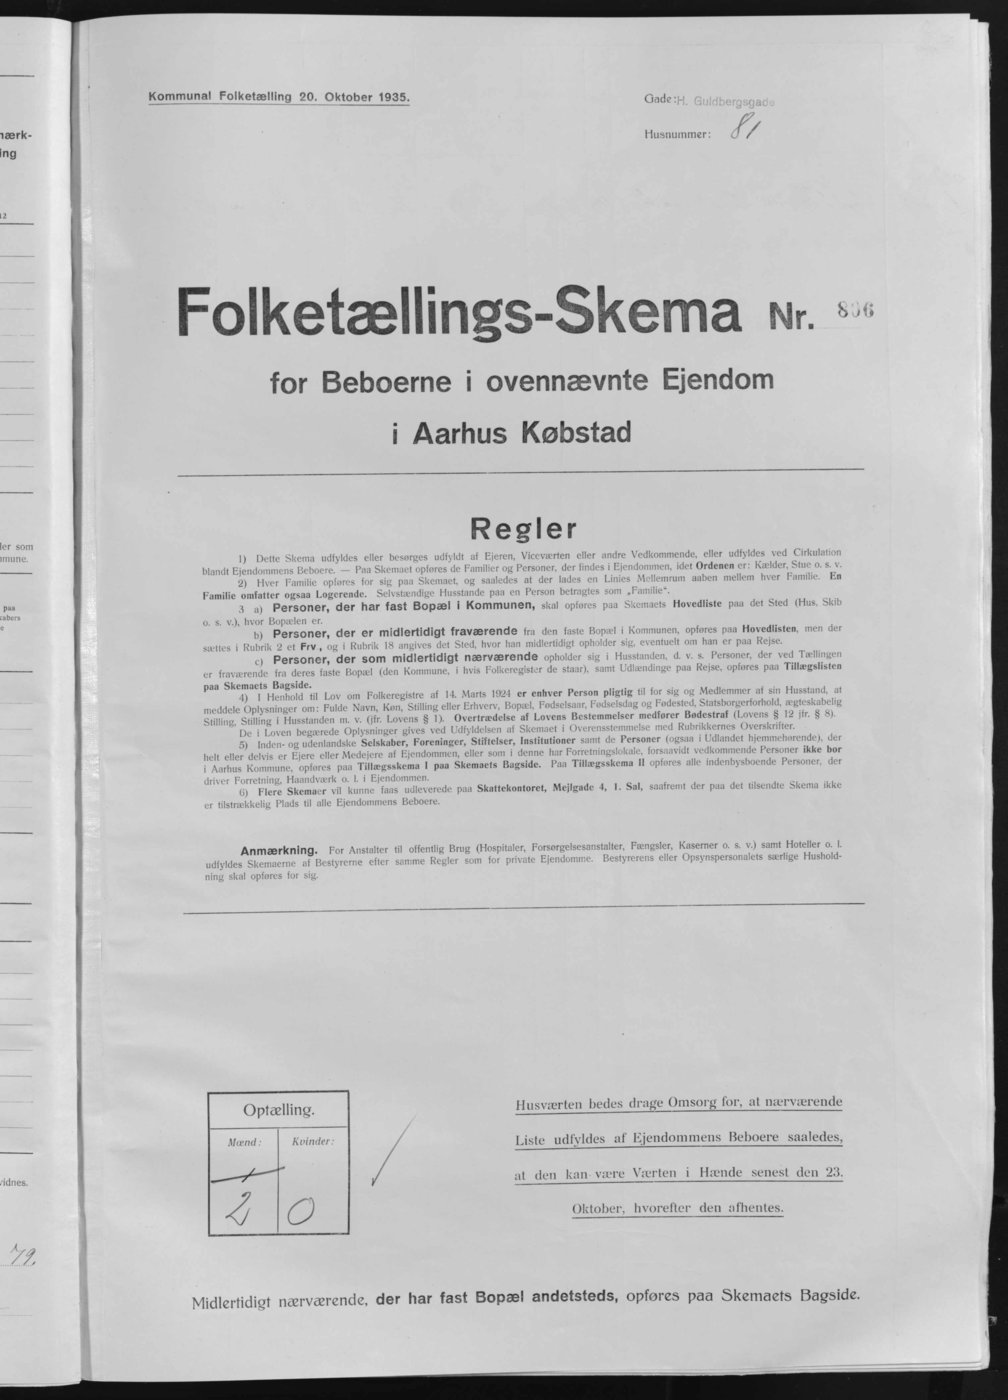 Kommunal Folketælling 20. Oktober 1935.
Gade: H. Guldbergsgade
Husnummer: 81
Folketællings-Skema Nr. 806
for Beboerne i ovennævnte Ejendom
i Aarhus Købstad
Regler
1) Dette Skema udfyldes eller besørges udfyldt af Ejeren, Viceværten eller andre Vedkommende, eller udfyldes ved Cirkulation
blandt Ejendommens Beboere. — Paa Skemaet opføres de Familier og Personer, der findes i Ejendommen, idet Ordenen er: Kælder, Stue o. s. v.
2) Hver Familie opføres for sig paa Skemaet, og saaledes at der lades en Linies Mellemrum aaben mellem hver Familie. En
Familie omfatter ogsaa Logerende. Selvstændige Husstande paa en Person betragtes som „Familie“.
3 a) Personer, der har fast Bopæl i Kommunen, skal opføres paa Skemaets Hovedliste paa det Sted (Hus, Skib
o. s. v.), hvor Bopælen er.
b) Personer, der er midlertidigt fraværende fra den faste Bopæl i Kommunen, opføres paa Hovedlisten, men der
sættes i Rubrik 2 et Frv., og i Rubrik 18 angives det Sted, hvor han midlertidigt opholder sig, eventuelt om han er paa Rejse.
c) Personer, der som midlertidigt nærværende opholder sig i Husstanden, d. v. s. Personer, der ved Tællingen
er fraværende fra deres faste Bopæl (den Kommune, i hvis Folkeregister de staar), samt Udlændinge paa Rejse, opføres paa Tillægslisten
paa Skemaets Bagside.
4) I Henhold til Lov om Folkeregistre af 14. Marts 1924 er enhver Person pligtig til for sig og Medlemmer af sin Husstand, at
meddele Oplysninger om: Fulde Navn, Køn, Stilling eller Erhverv, Bopæl, Fødselsaar, Fødselsdag og Fødested, Statsborgerforhold, ægteskabelig
Stilling, Stilling i Husstanden m. v. (jfr. Lovens § 1). Overtrædelse af Lovens Bestemmelser medfører Bødestraf (Lovens § 12 jfr. § 8).
De i Loven begærede Oplysninger gives ved Udfyldelsen af Skemaet i Overensstemmelse med Rubrikkernes Overskrifter.
5) Inden- og udenlandske Selskaber, Foreninger, Stiftelser, Institutioner samt de Personer (ogsaa i Udlandet hjemmehørende), der
helt eller delvis er Ejere eller Medejere af Ejendommen, eller som i denne har Forretningslokale, forsaavidt vedkommende Personer ikke bor
i Aarhus Kommune, opføres paa Tillægsskema I paa Skemaets Bagside. Paa Tillægsskema II opføres alle indenbysboende Personer, der
driver Forretning, Haandværk o. l. i Ejendommen.
6) Flere Skemaer vil kunne faas udleverede paa Skattekontoret, Mejlgade 4, 1. Sal, saafremt der paa det tilsendte Skema ikke
er tilstrækkelig Plads til alle Ejendommens Beboere.
Anmærkning. For Anstalter til offentlig Brug (Hospitaler, Forsørgelsesanstalter, Fængsler, Kaserner o. s. v.) samt Hoteller o. l.
udfyldes Skemaerne af Bestyrerne efter samme Regler som for private Ejendomme. Bestyrerens eller Opsynspersonalets særlige Hushold-
ning skal opføres for sig.
Optælling.
Mænd: Kvinder:
2 0
Husværten bedes drage Omsorg for, at nærværende
Liste udfyldes af Ejendommens Beboere saaledes,
at den kan være Værten i Hænde senest den 23.
Oktober, hvorefter den afhentes.
Midlertidigt nærværende, der har fast Bopæl andetsteds, opføres paa Skemaets Bagside.
mærk-
ing
12
ler som
mmune.
paa
vidnes.
79.